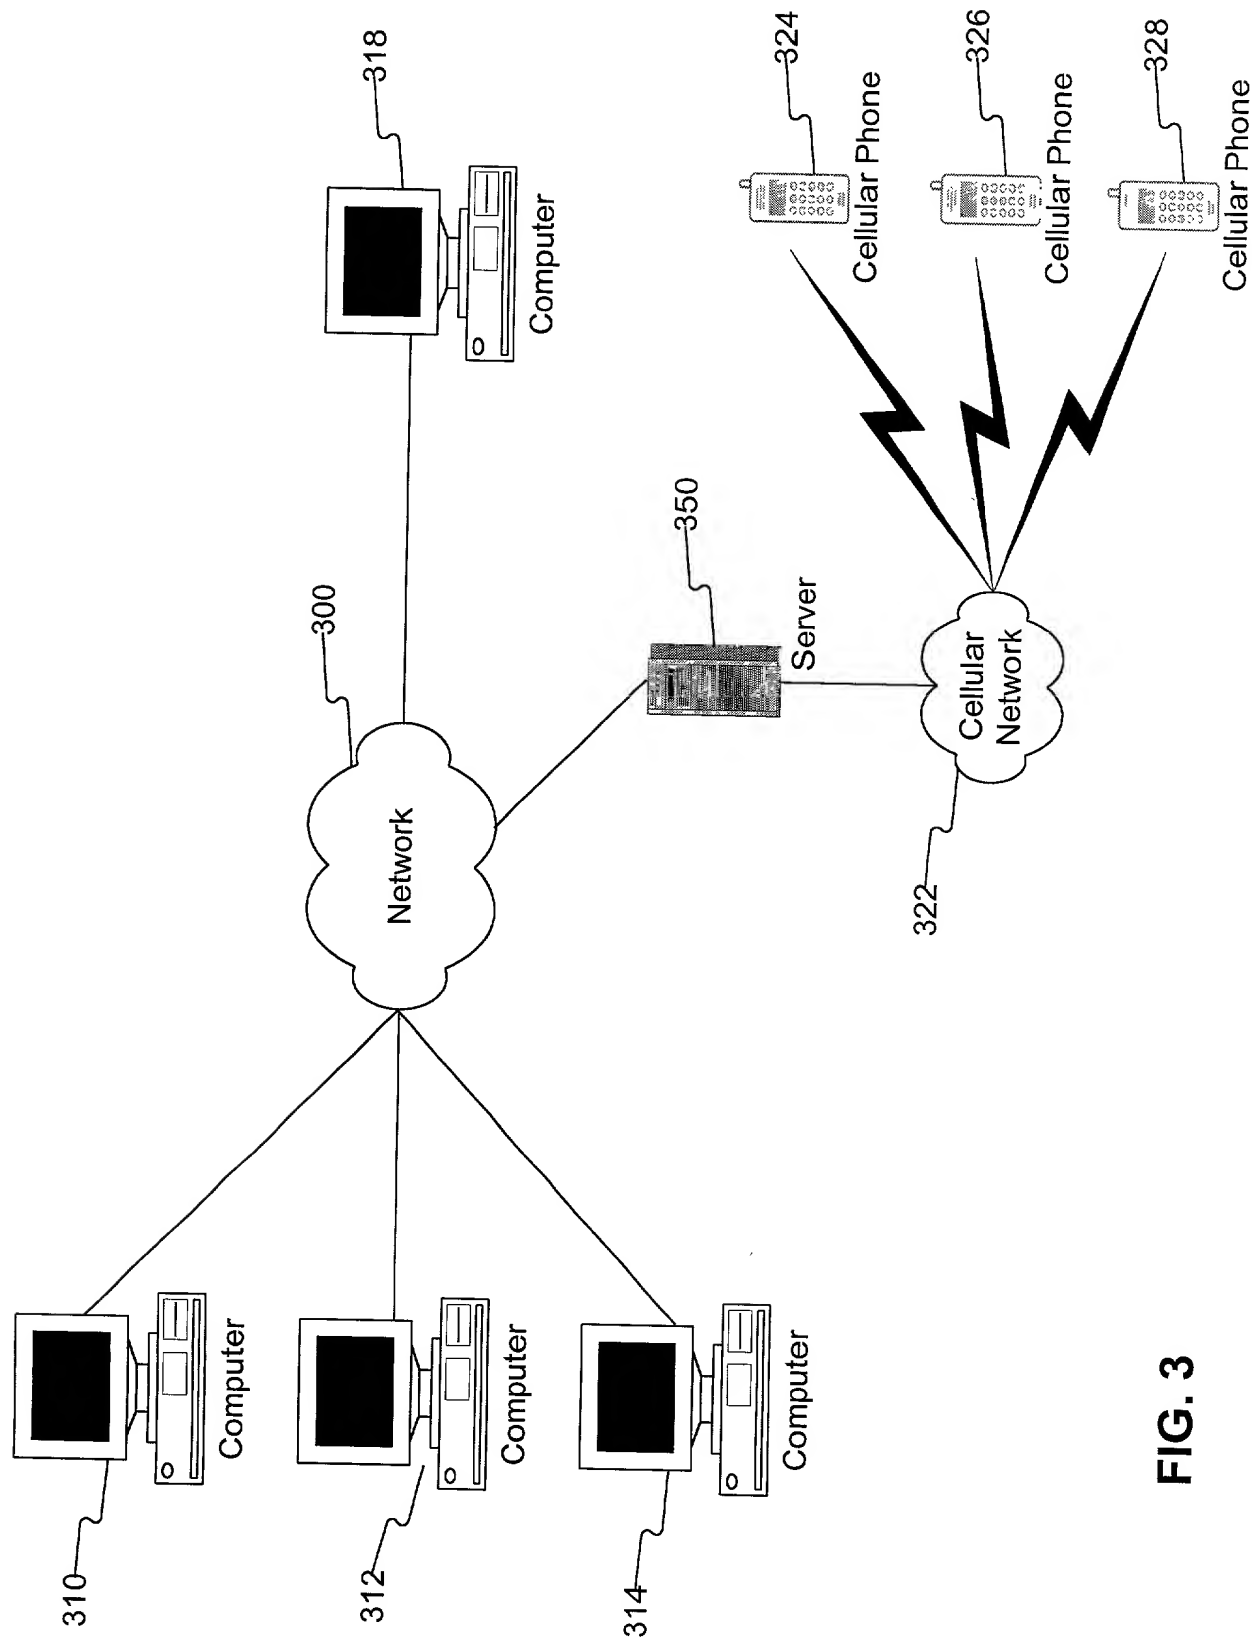 310
Computer
312
Computer
314
Computer
300
Network
318
Computer
350
Server
322
Cellular
Network
324
Cellular Phone
326
Cellular Phone
328
Cellular Phone
FIG. 3